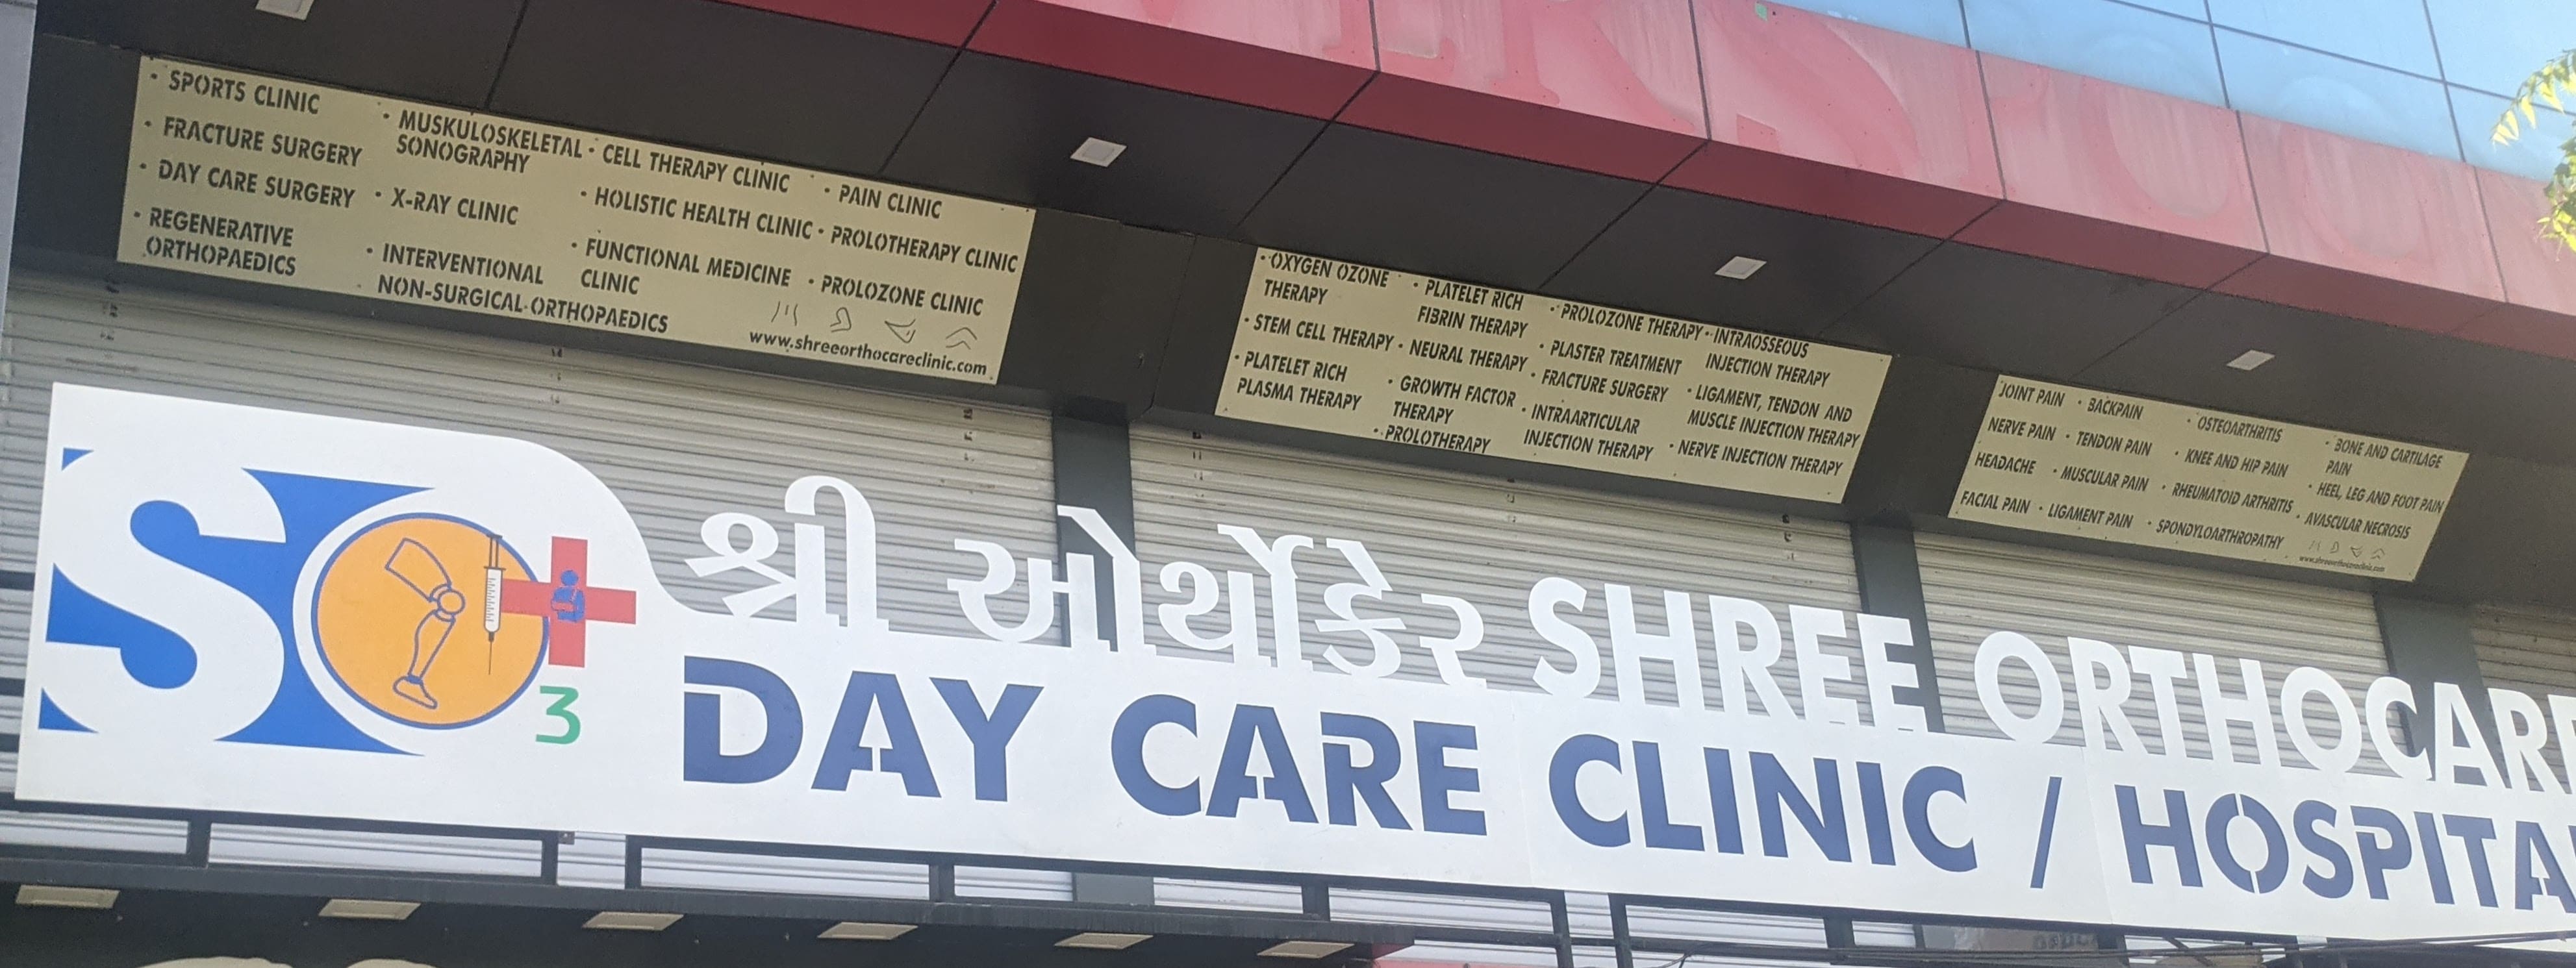 • SPORTS CLINIC
• FRACTURE SURGERY
• DAY CARE SURGERY
• REGENERATIVE
ORTHOPAEDICS
• MUSKULOSKELETAL
SONOGRAPHY
• X-RAY CLINIC
• INTERVENTIONAL
NON-SURGICAL-ORTHOPAEDICS
• CELL THERAPY CLINIC
• HOLISTIC HEALTH CLINIC
• FUNCTIONAL MEDICINE
CLINIC
• PAIN CLINIC
• PROLOTHERAPY CLINIC
• PROLOZONE CLINIC
www.shreeorthocareclinic.com
• OXYGEN OZONE
THERAPY
• STEM CELL THERAPY
• PLATELET RICH
PLASMA THERAPY
• PLATELET RICH
FIBRIN THERAPY
• NEURAL THERAPY
• GROWTH FACTOR
THERAPY
• PROLOTHERAPY
• PROLOZONE THERAPY
• PLASTER TREATMENT
• FRACTURE SURGERY
• INTRAARTICULAR
INJECTION THERAPY
• INTRAOSSEOUS
INJECTION THERAPY
• LIGAMENT, TENDON AND
MUSCLE INJECTION THERAPY
• NERVE INJECTION THERAPY
JOINT PAIN
NERVE PAIN
HEADACHE
FACIAL PAIN
• BACKPAIN
• TENDON PAIN
• MUSCULAR PAIN
• LIGAMENT PAIN
• OSTEOARTHRITIS
• KNEE AND HIP PAIN
• RHEUMATOID ARTHRITIS
• SPONDYLOARTHROPATHY
• BONE AND CARTILAGE
PAIN
• HEEL, LEG AND FOOT PAIN
• AVASCULAR NECROSIS
www.shreeorthocareclinic.com
SO
3
શ્રી ઓર્થોકેર SHREE ORTHOCARE
DAY CARE CLINIC / HOSPITA